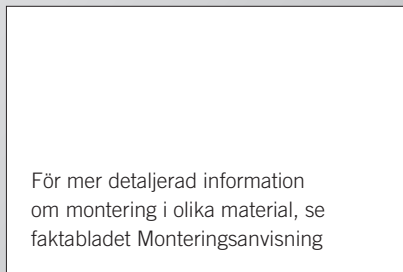 För mer detaljerad information
om montering i olika material, se
faktabladet Monteringsanvisning